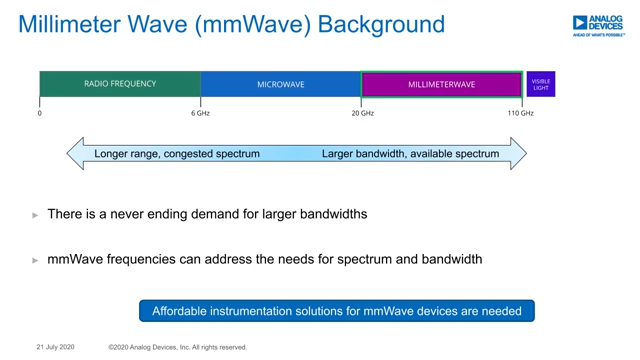 Millimeter Wave (mmWave) Background
ANALOG
DEVICES
AHEAD OF WHAT'S POSSIBLE™
RADIO FREQUENCY
MICROWAVE
MILLIMETERWAVE
VISIBLE
LIGHT
0
6 GHz
20 GHz
110 GHz
Longer range, congested spectrum
Larger bandwidth, available spectrum
There is a never ending demand for larger bandwidths
mmWave frequencies can address the needs for spectrum and bandwidth
Affordable instrumentation solutions for mmWave devices are needed
21 July 2020
©2020 Analog Devices, Inc. All rights reserved.